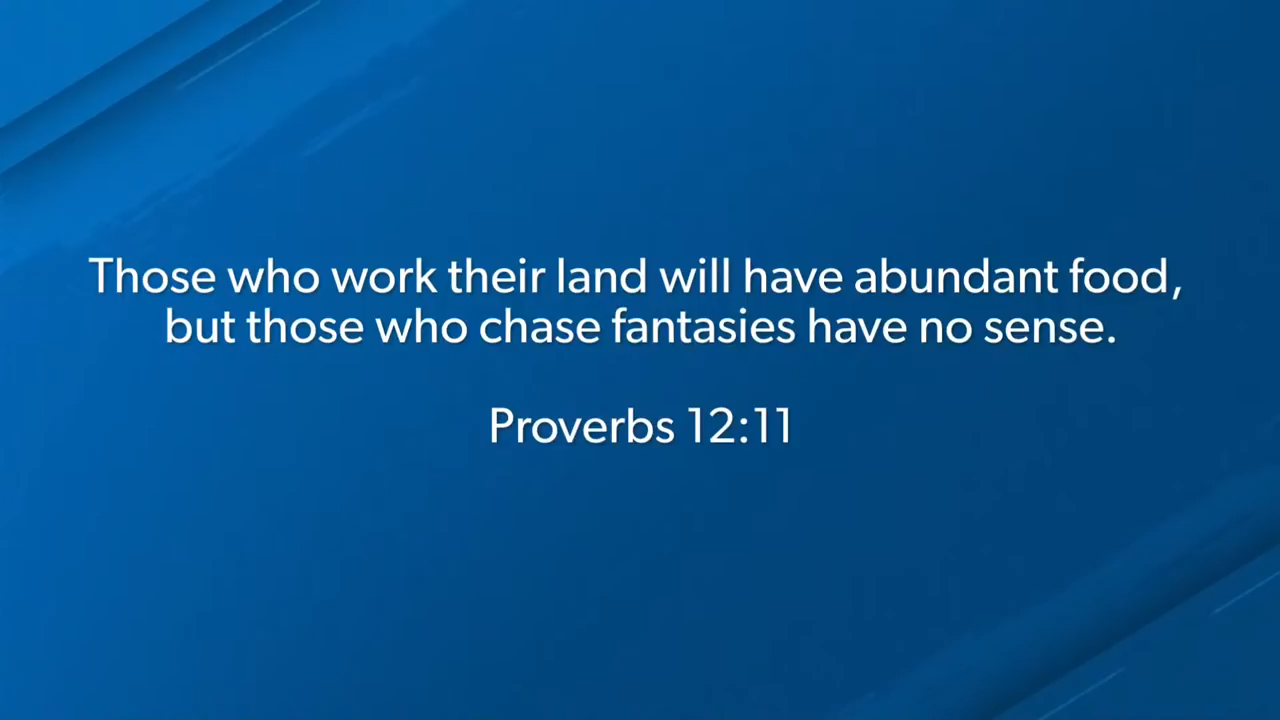 Those who work their land will have abundant food,
but those who chase fantasies have no sense.
Proverbs 12:11